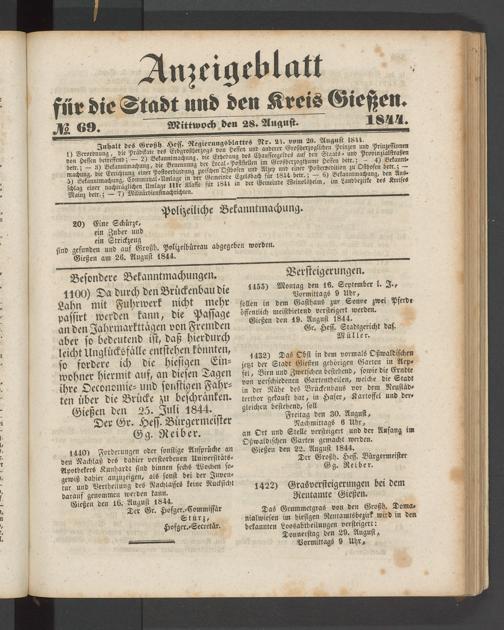 Anzeigeblatt
für die Stadt und den Kreis Gießen.
№ 69. Mittwoch den 28. August. 1844.
Inhalt des Großh. Hess. Regierungsblattes Nr. 24. vom 20. August 1844.
1) Verordnung, die Prädikate des Erbgroßherzogs von Hessen und anderer Großherzoglicher Prinzen und Prinzessinnen
von Hessen betreffend; — 2) Bekanntmachung, die Erhebung des Chausseegeldes auf den Staats- und Provinzialstraßen
betr.; — 3) Bekanntmachung, die Benennung der Local-Polizeien im Großherzogthume Hessen betr.; — 4) Bekannt-
machung, die Errichtung einer Postverbindung zwischen Osthofen und Alzey und einer Postexpedition zu Osthofen betr.; —
5) Bekanntmachung, Communal-Umlage in der Gemeinde Egelsbach für 1844 betr.; — 6) Bekanntmachung, den Aus-
schlag einer nachträglichen Umlage IIIr Klasse für 1841 in der Gemeinde Weinolsheim, im Landbezirke des Kreises
Mainz betr.; — 7) Militärdienstnachrichten.
Polizeiliche Bekanntmachung.
20) Eine Schürze,
ein Zuber und
ein Strickzeug
sind gefunden und auf Großh. Polizeibüreau abgegeben worden.
Gießen am 26. August 1844.
Besondere Bekanntmachungen.
1100) Da durch den Brückenbau die
Lahn mit Fuhrwerk nicht mehr
passirt werden kann, die Passage
an den Jahrmarkttägen von Fremden
aber so bedeutend ist, daß hierdurch
leicht Unglücksfälle entstehen könnten,
so fordere ich die hiesigen Ein-
wohner hiermit auf, an diesen Tagen
ihre Oeconomie- und sonstigen Fahr-
ten über die Brücke zu beschränken.
Gießen den 25. Juli 1844.
Der Gr. Hess. Bürgermeister
Gg. Reiber.
1440) Forderungen oder sonstige Ansprüche an
den Nachlaß des dahier verstorbenen Universitäts-
Apothekers Kunhardt sind binnen sechs Wochen so-
gewiß dahier anzuzeigen, als sonst bei der Inven-
tur und Vertheilung des Nachlasses keine Rücksicht
darauf genommen werden kann.
Gießen den 16. August 1844.
Der Gr. Hofger.-Commissär
Sturz,
Hofger.-Secretär.
Versteigerungen.
1455) Montag den 16. September l. J.,
Vormittags 9 Uhr,
sollen in dem Gasthaus zur Sonne zwei Pferde
öffentlich meistbietend versteigert werden.
Gießen den 19. August 1844.
Gr. Hess. Stadtgericht das.
Müller.
1432) Das Obst in dem vormals Oßwaldischen
jetzt der Stadt Gießen gehörigen Garten in Aep-
fel, Birn und Zwetschen bestehend, sowie die Erndte
von verschiedenen Gartentheilen, welche die Stadt
in der Nähe des Brückenbaus vor dem Neustäd-
terthor gekauft hat, in Hafer, Kartoffel und der-
gleichen bestehend, soll
Freitag den 30. August,
Nachmittags 6 Uhr,
an Ort und Stelle versteigert und der Anfang im
Oßwaldischen Garten gemacht werden.
Gießen den 22. August 1844.
Der Großh. Hess. Bürgermeister
Gg. Reiber.
1422) Grasversteigerungen bei dem
Rentamte Gießen.
Das Grummetgras von den Großh. Doma-
nialwiesen im hiesigen Rentamtsbezirk wird in den
bekannten Loosabtheilungen versteigert:
Donnerstag den 29. August,
Vormittags 9 Uhr,